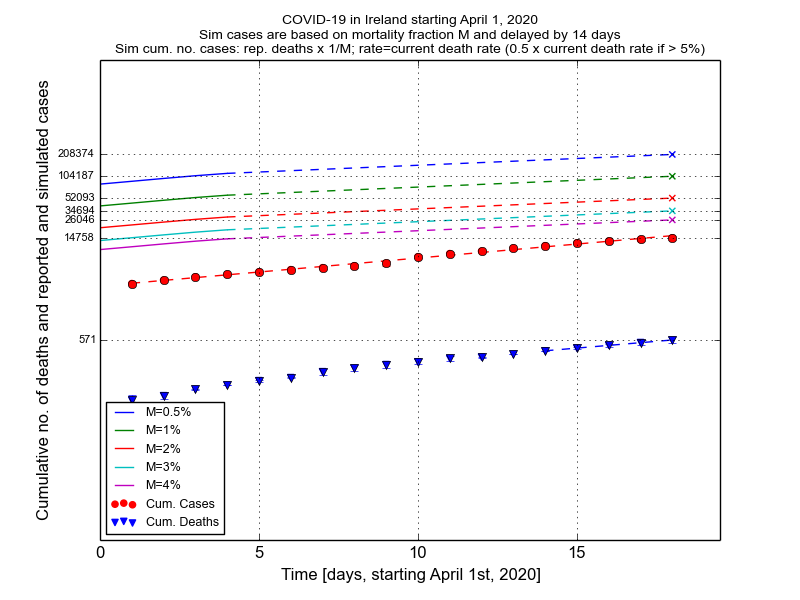 COVID-19 in Ireland starting April 1, 2020
Sim cases are based on mortality fraction M and delayed by 14 days
Sim cum. no. cases: rep. deaths x 1/M; rate=current death rate (0.5 x current death rate if > 5%)
Cumulative no. of deaths and reported and simulated cases
208374
104187
52093
34694
26046
14758
571
M=0.5%
M=1%
M=2%
M=3%
M=4%
Cum. Cases
Cum. Deaths
0 5 10 15
Time [days, starting April 1st, 2020]